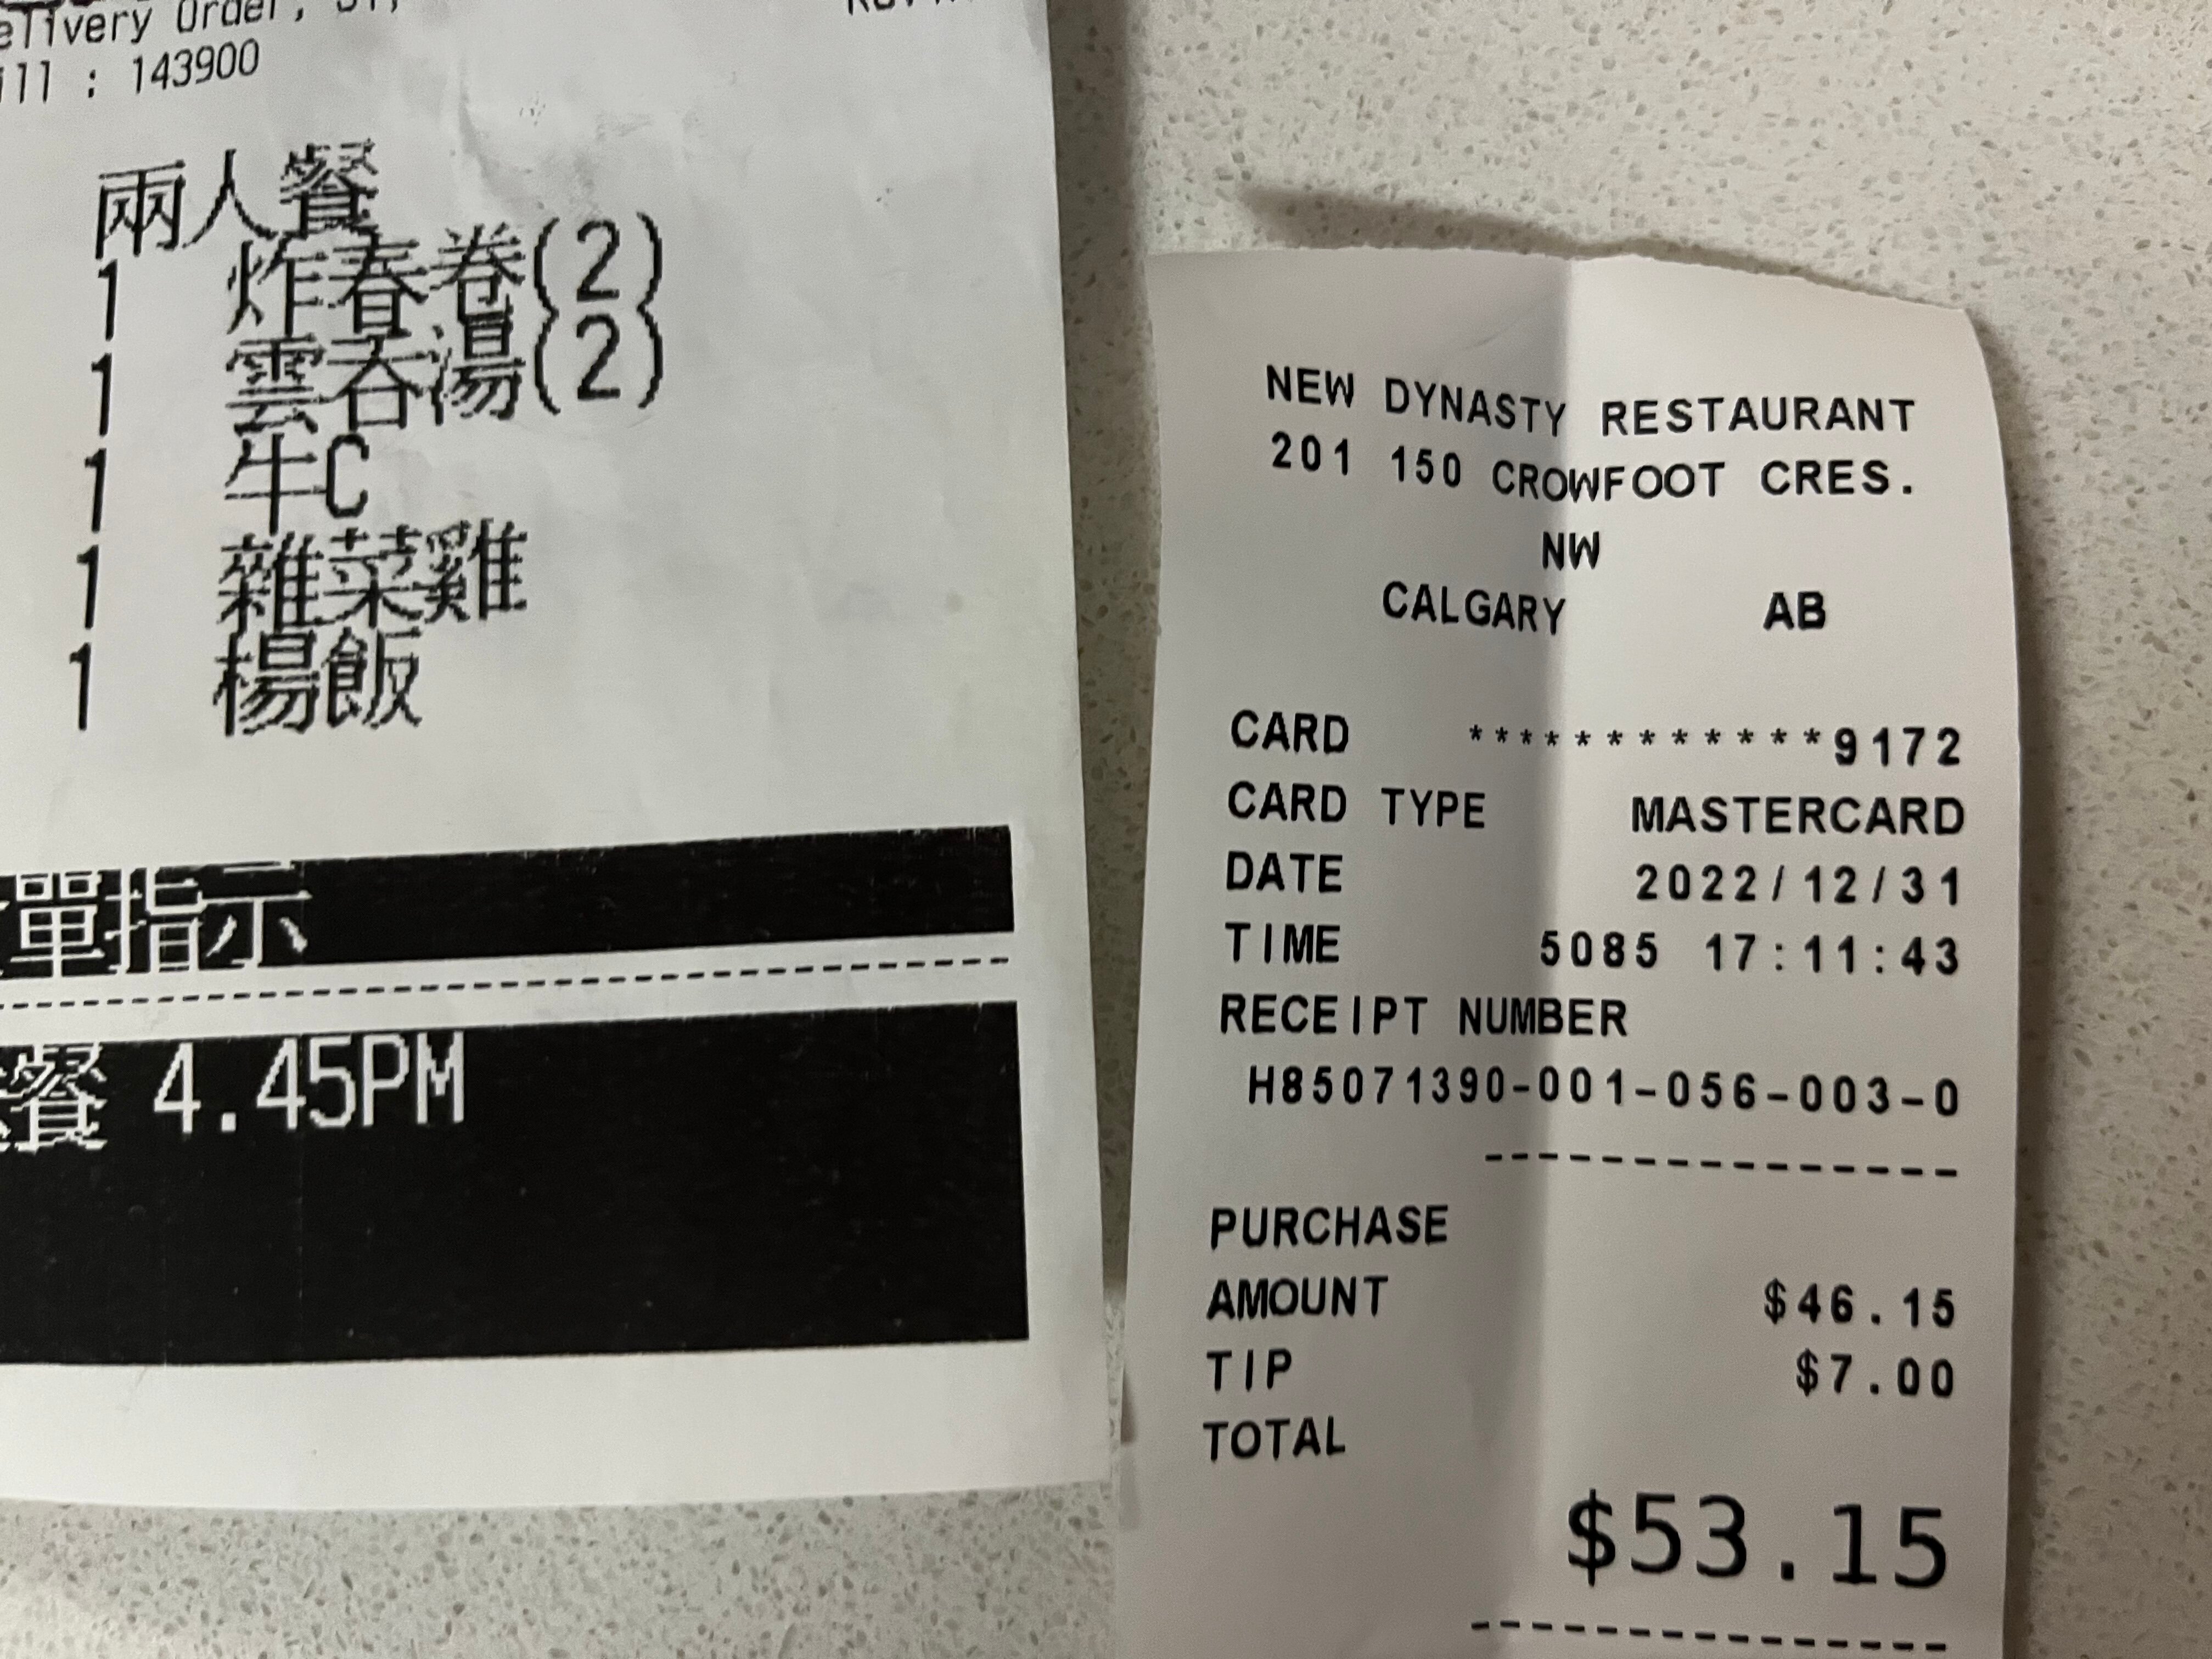 Delivery Order,
: 143900
兩人餐
1 炸春卷(2)
1 雲吞湯(2)
1 牛C
1 雜菜雞
1 楊飯
單指示
餐 4.45PM
NEW DYNASTY RESTAURANT
201 150 CROWFOOT CRES.
NW
CALGARY AB
CARD ************9172
CARD TYPE MASTERCARD
DATE 2022/12/31
TIME 5085 17:11:43
RECEIPT NUMBER
H85071390-001-056-003-0
PURCHASE
AMOUNT $46.15
TIP $7.00
TOTAL
$53.15